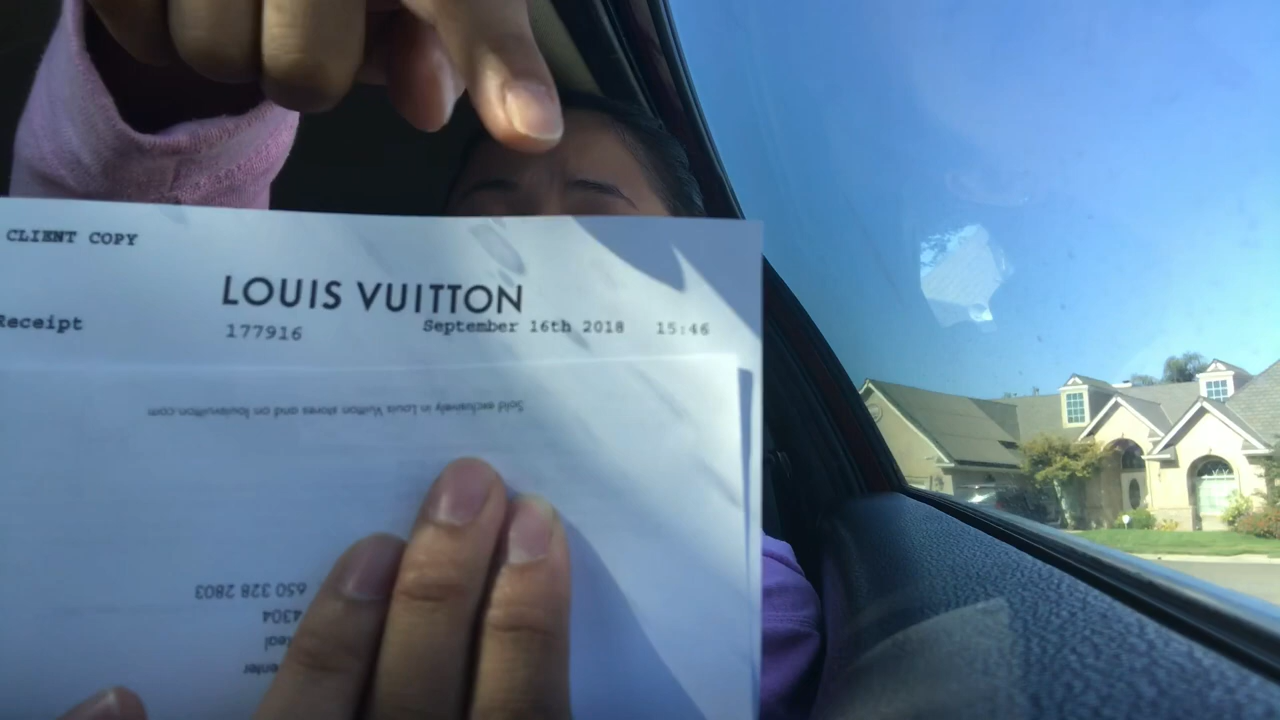 CLIENT COPY
LOUIS VUITTON
Receipt 177916 September 16th 2018 15:46
Sold exclusively in Louis Vuitton stores and on louisvuitton.com
650 328 2803
4304